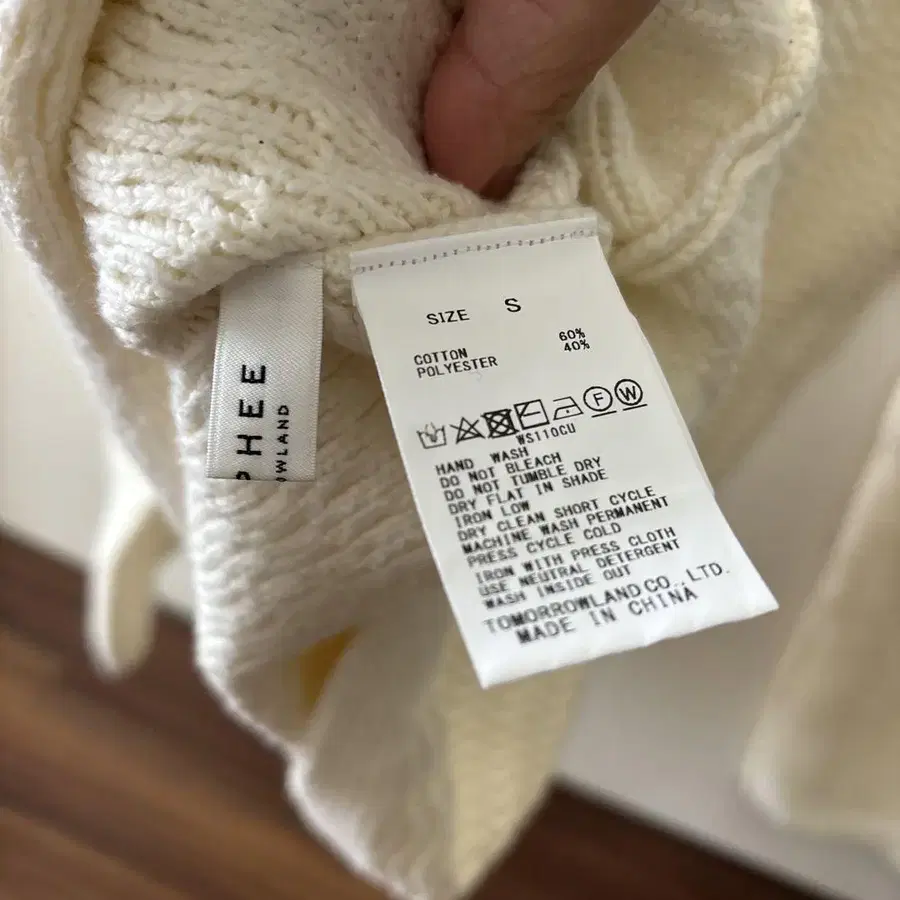 PHEE
OWLAND
SIZE S
COTTON 60%
POLYESTER 40%
F W
WS110CU
HAND WASH
DO NOT BLEACH
DO NOT TUMBLE DRY
DRY FLAT IN SHADE
IRON LOW
DRY CLEAN SHORT CYCLE
MACHINE WASH PERMANENT
PRESS CYCLE COLD
IRON WITH PRESS CLOTH
USE NEUTRAL DETERGENT
WASH INSIDE OUT
TOMORROWLAND CO.,LTD.
MADE IN CHINA